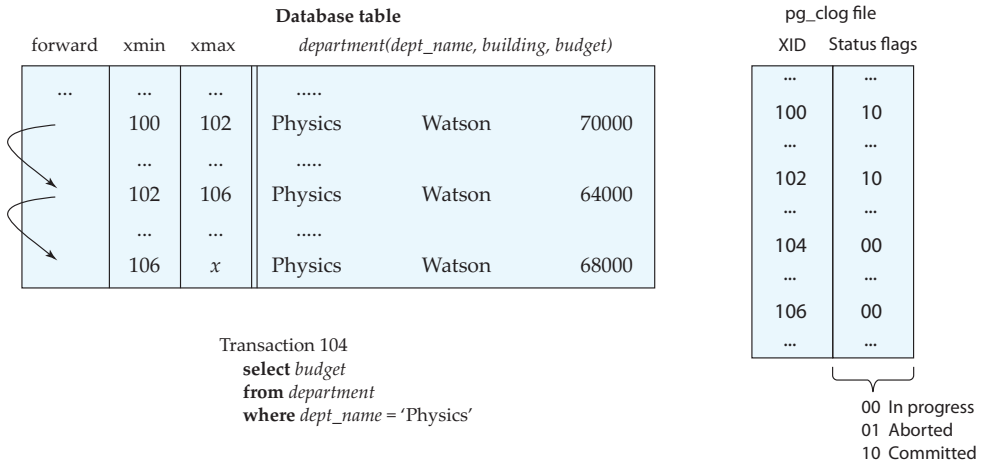 Database table
forward xmin xmax department(dept_name, building, budget)
... ... ... .....
100 102 Physics Watson 70000
... ... .....
102 106 Physics Watson 64000
... ... .....
106 x Physics Watson 68000
Transaction 104
select budget
from department
where dept_name = ‘Physics’
pg_clog file
XID Status flags
... ...
100 10
... ...
102 10
... ...
104 00
... ...
106 00
... ...
00 In progress
01 Aborted
10 Committed